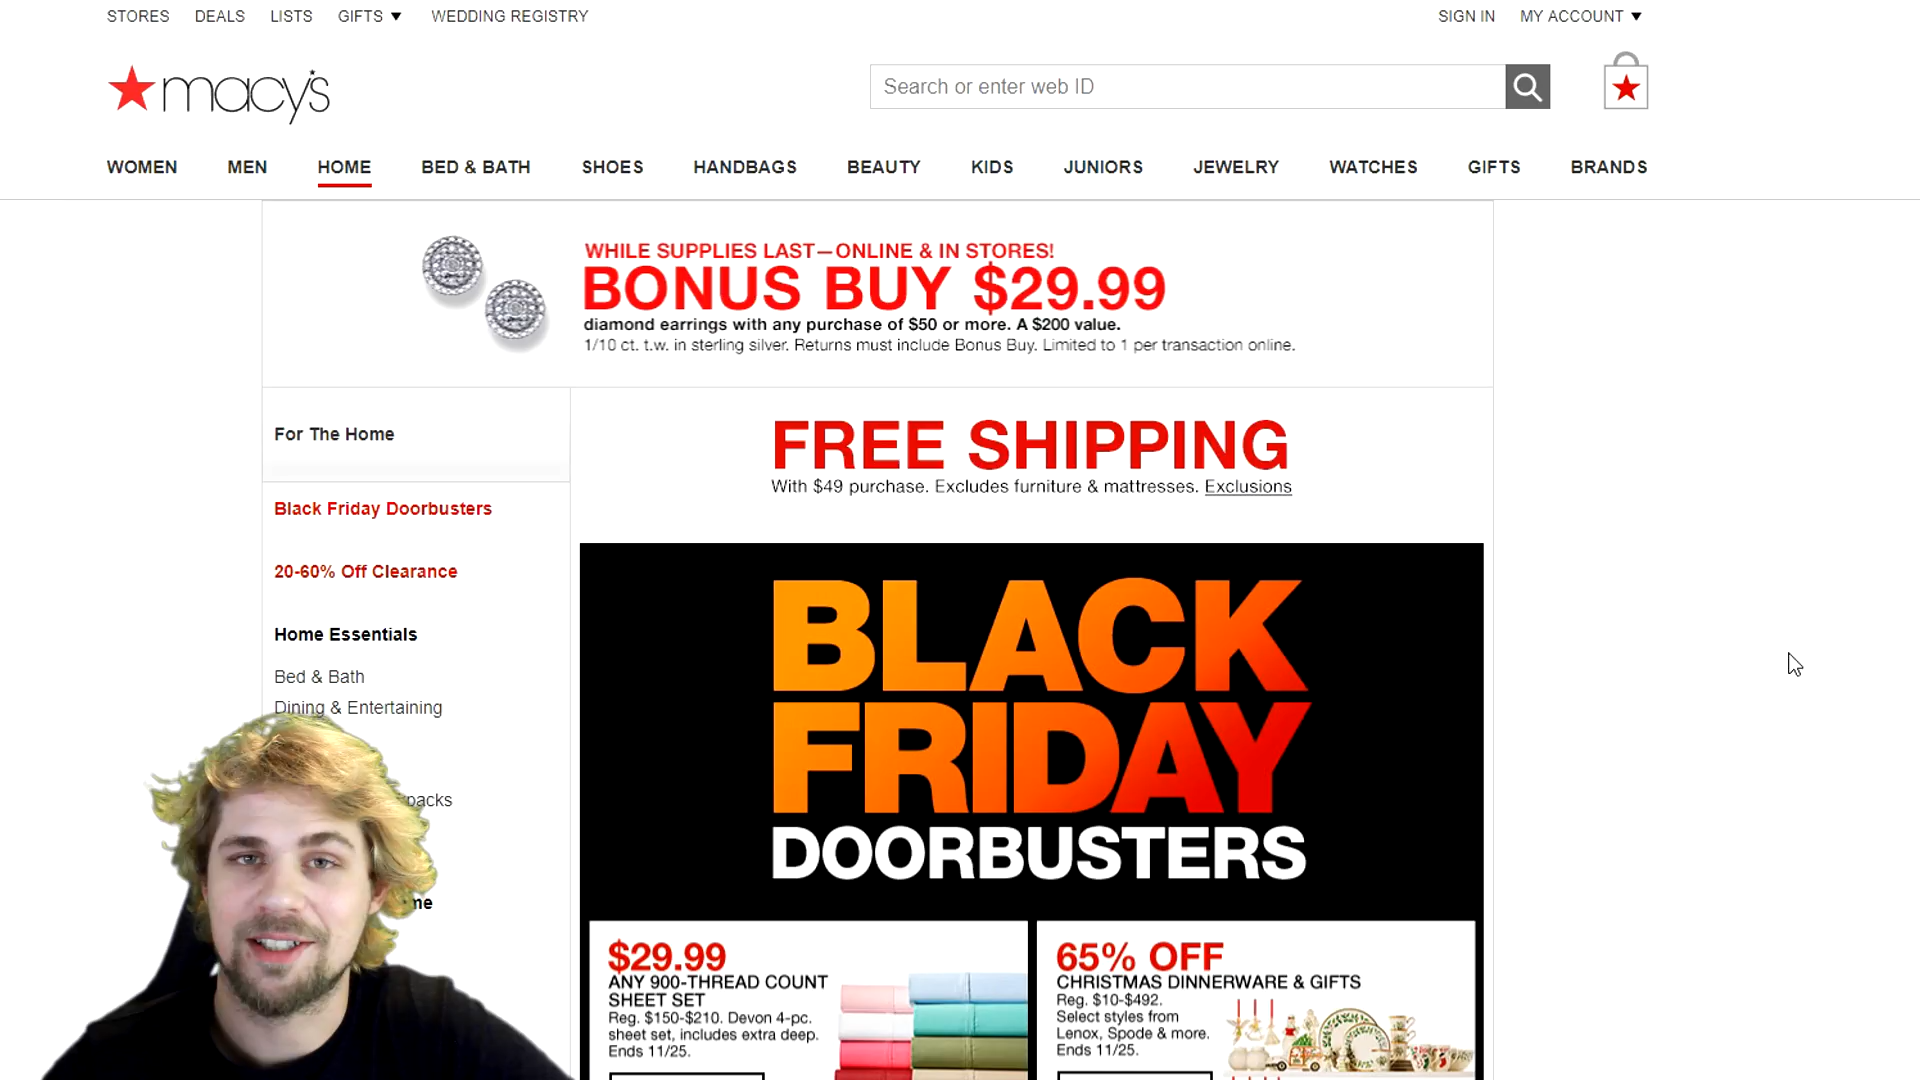 STORES DEALS LISTS GIFTS WEDDING REGISTRY SIGN IN MY ACCOUNT
macy's
Search or enter web ID
WOMEN MEN HOME BED & BATH SHOES HANDBAGS BEAUTY KIDS JUNIORS JEWELRY WATCHES GIFTS BRANDS
WHILE SUPPLIES LAST—ONLINE & IN STORES!
BONUS BUY $29.99
diamond earrings with any purchase of $50 or more. A $200 value.
1/10 ct. t.w. in sterling silver. Returns must include Bonus Buy. Limited to 1 per transaction online.
For The Home
Black Friday Doorbusters
20-60% Off Clearance
Home Essentials
Bed & Bath
Dining & Entertaining
packs
me
FREE SHIPPING
With $49 purchase. Excludes furniture & mattresses. Exclusions
BLACK
FRIDAY
DOORBUSTERS
$29.99
ANY 900-THREAD COUNT
SHEET SET
Reg. $150-$210. Devon 4-pc.
sheet set, includes extra deep.
Ends 11/25.
65% OFF
CHRISTMAS DINNERWARE & GIFTS
Reg. $10-$492.
Select styles from
Lenox, Spode & more.
Ends 11/25.